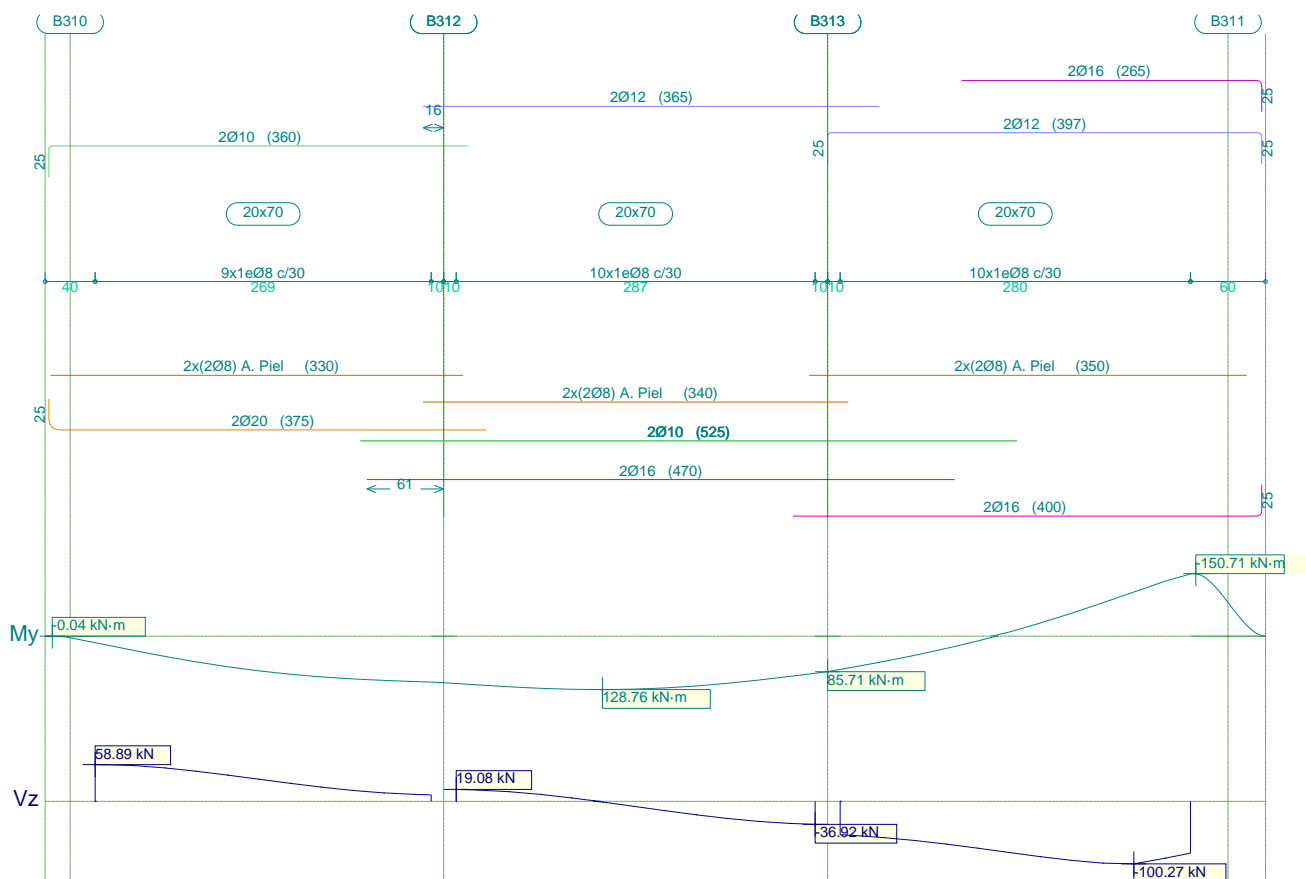 B310 B312 B313 B311
2Ø16 (265)
25
2Ø12 (365)
16
2Ø12 (397)
25 25
2Ø10 (360)
25
20x70 20x70 20x70
9x1eØ8 c/30 10x1eØ8 c/30 10x1eØ8 c/30
40 269 1010 287 1010 280 60
2x(2Ø8) A. Piel (330) 2x(2Ø8) A. Piel (350)
2x(2Ø8) A. Piel (340)
25
2Ø20 (375)
2Ø10 (525)
2Ø16 (470)
61
25
2Ø16 (400)
-150.71 kN·m
-0.04 kN·m
My
85.71 kN·m
128.76 kN·m
58.89 kN
19.08 kN
Vz
-36.92 kN
-100.27 kN